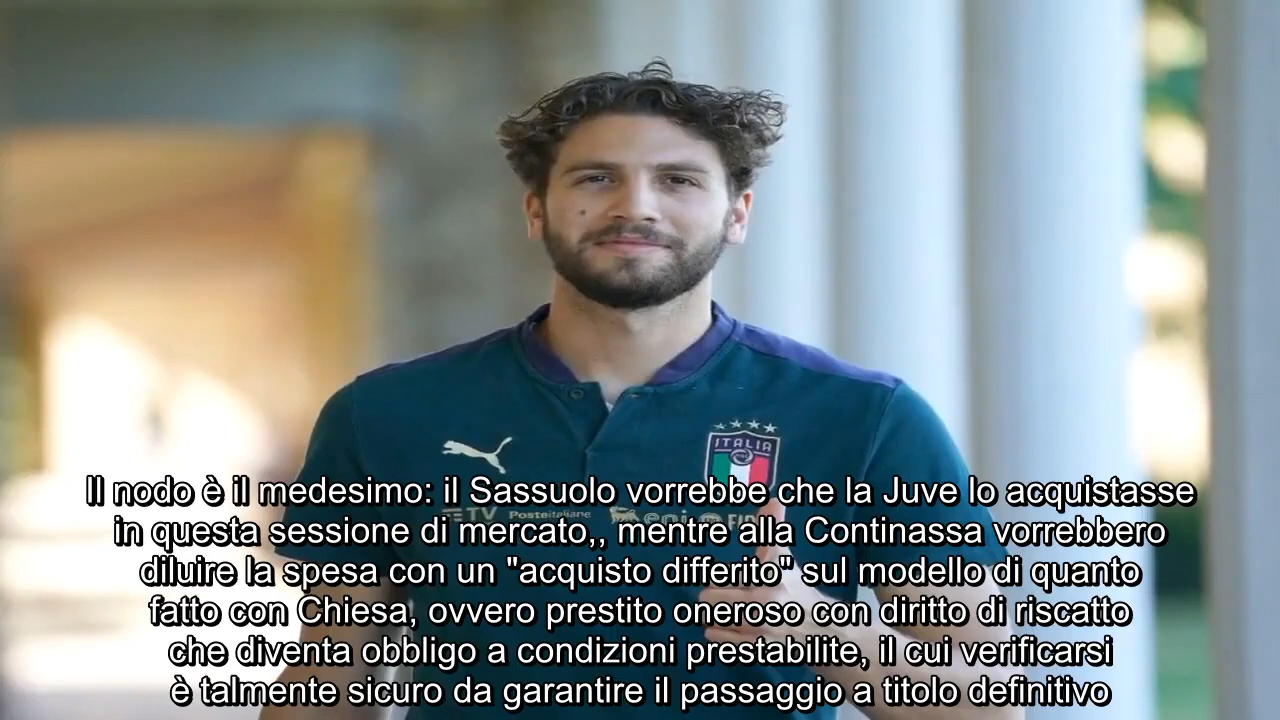 ITALIA
TV Posteitaliane
Il nodo è il medesimo: il Sassuolo vorrebbe che la Juve lo acquistasse
in questa sessione di mercato,, mentre alla Continassa vorrebbero
diluire la spesa con un "acquisto differito" sul modello di quanto
fatto con Chiesa, ovvero prestito oneroso con diritto di riscatto
che diventa obbligo a condizioni prestabilite, il cui verificarsi
è talmente sicuro da garantire il passaggio a titolo definitivo